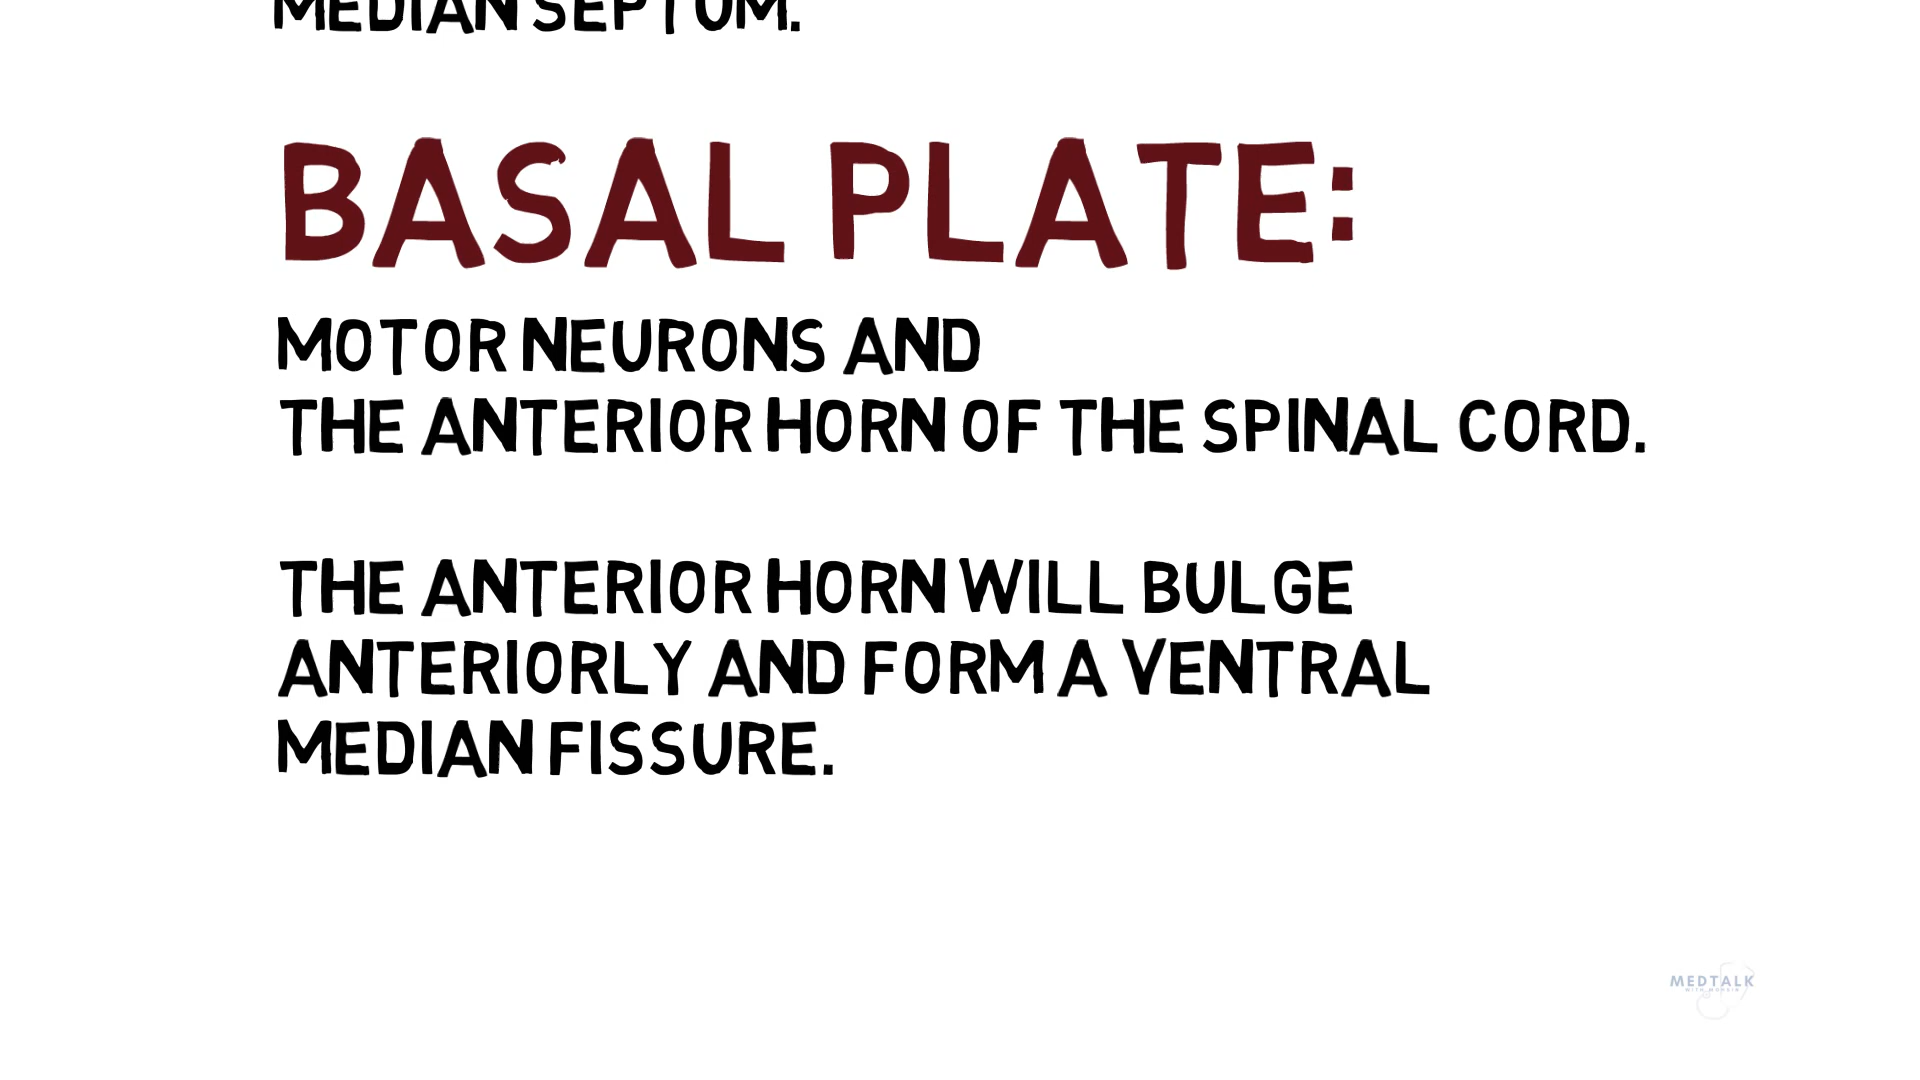 MEDIAN SEPTUM.
BASAL PLATE:
MOTOR NEURONS AND
THE ANTERIOR HORN OF THE SPINAL CORD.
THE ANTERIOR HORN WILL BULGE
ANTERIORLY AND FORM A VENTRAL
MEDIAN FISSURE.
MEDTALK